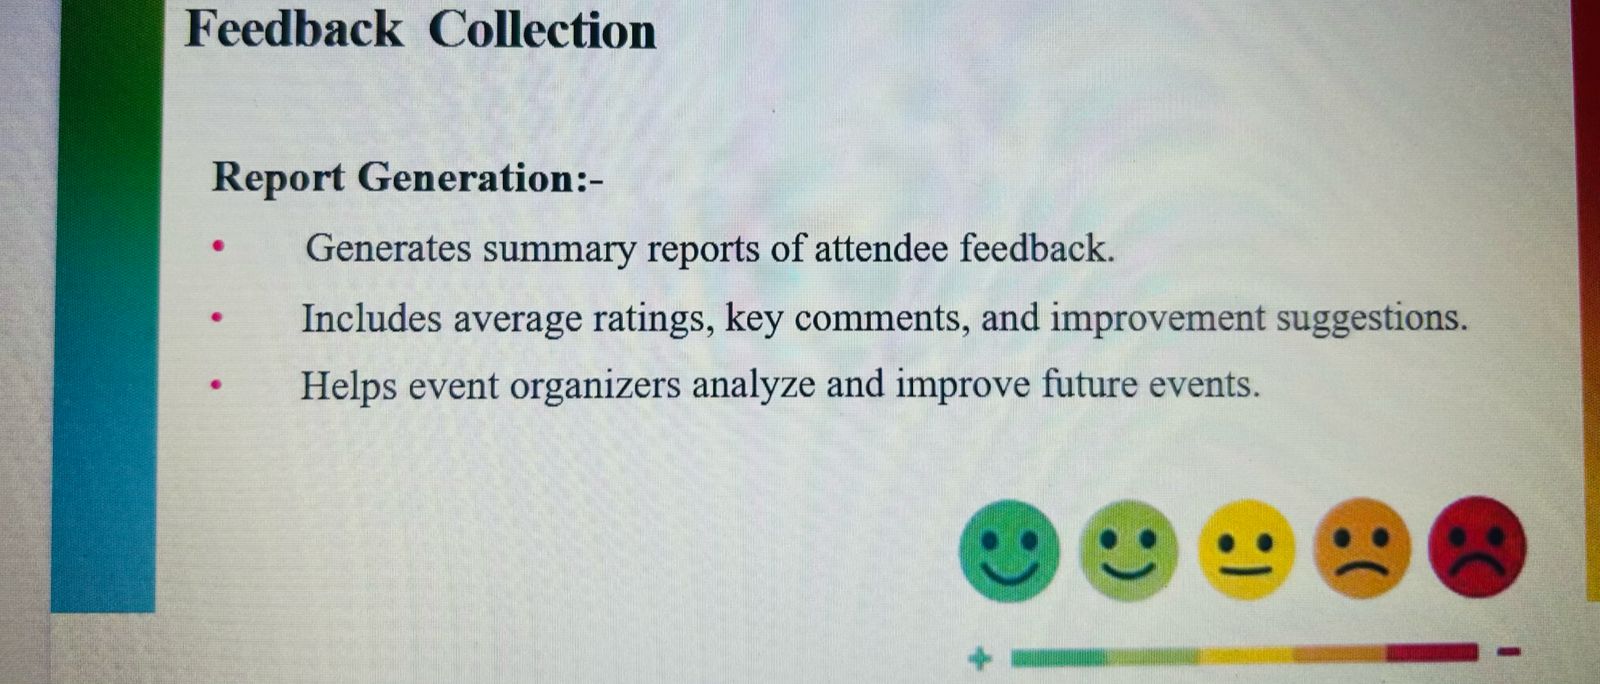 Feedback Collection
Report Generation:-
• Generates summary reports of attendee feedback.
• Includes average ratings, key comments, and improvement suggestions.
• Helps event organizers analyze and improve future events.
+ -